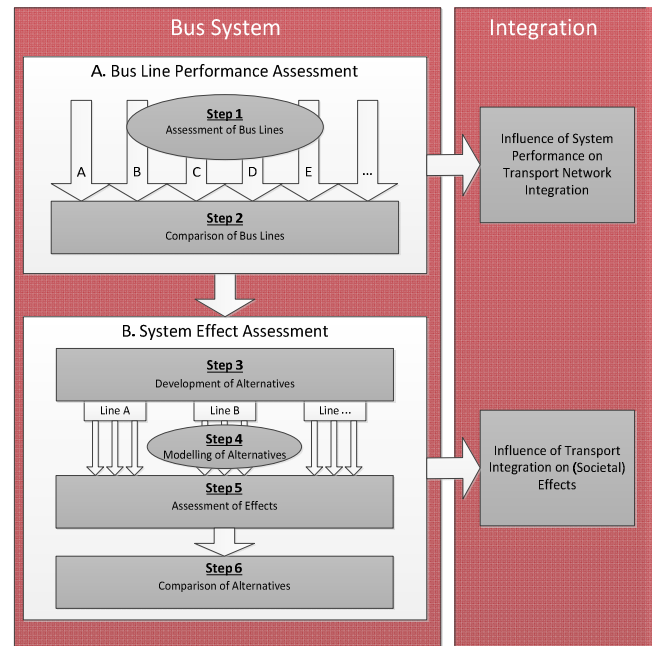 Bus System
Integration
A. Bus Line Performance Assessment
Step 1
Assessment of Bus Lines
A B C D E ...
Step 2
Comparison of Bus Lines
Influence of System
Performance on
Transport Network
Integration
B. System Effect Assessment
Step 3
Development of Alternatives
Line A Line B Line ...
Step 4
Modelling of Alternatives
Step 5
Assessment of Effects
Step 6
Comparison of Alternatives
Influence of Transport
Integration on (Societal)
Effects